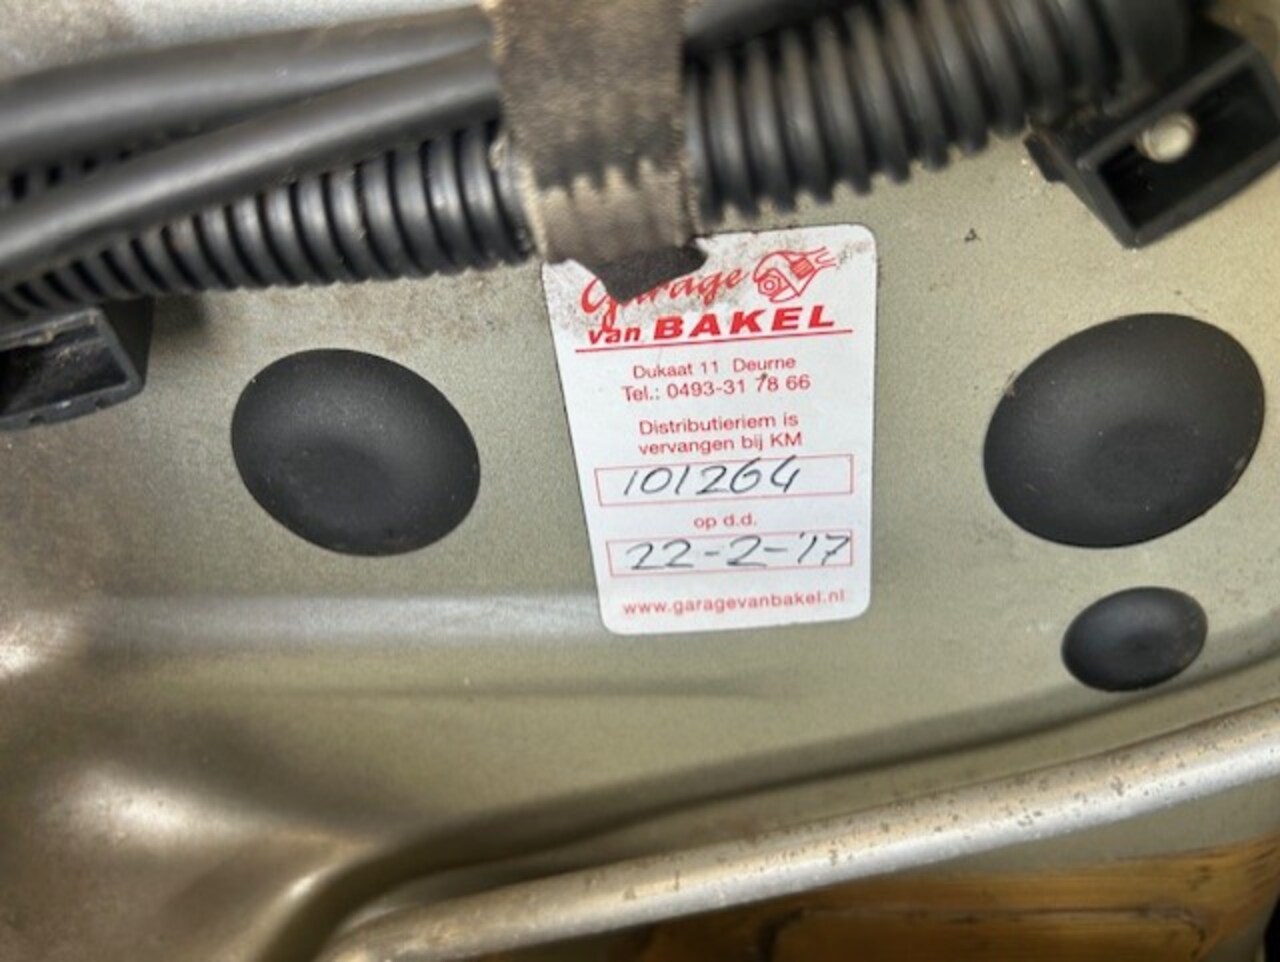 Garage
van BAKEL
Dukaat 11 Deurne
Tel.: 0493-31 78 66
Distributieriem is
vervangen bij KM
101264
op d.d.
22-2-'17
www.garagevanbakel.nl